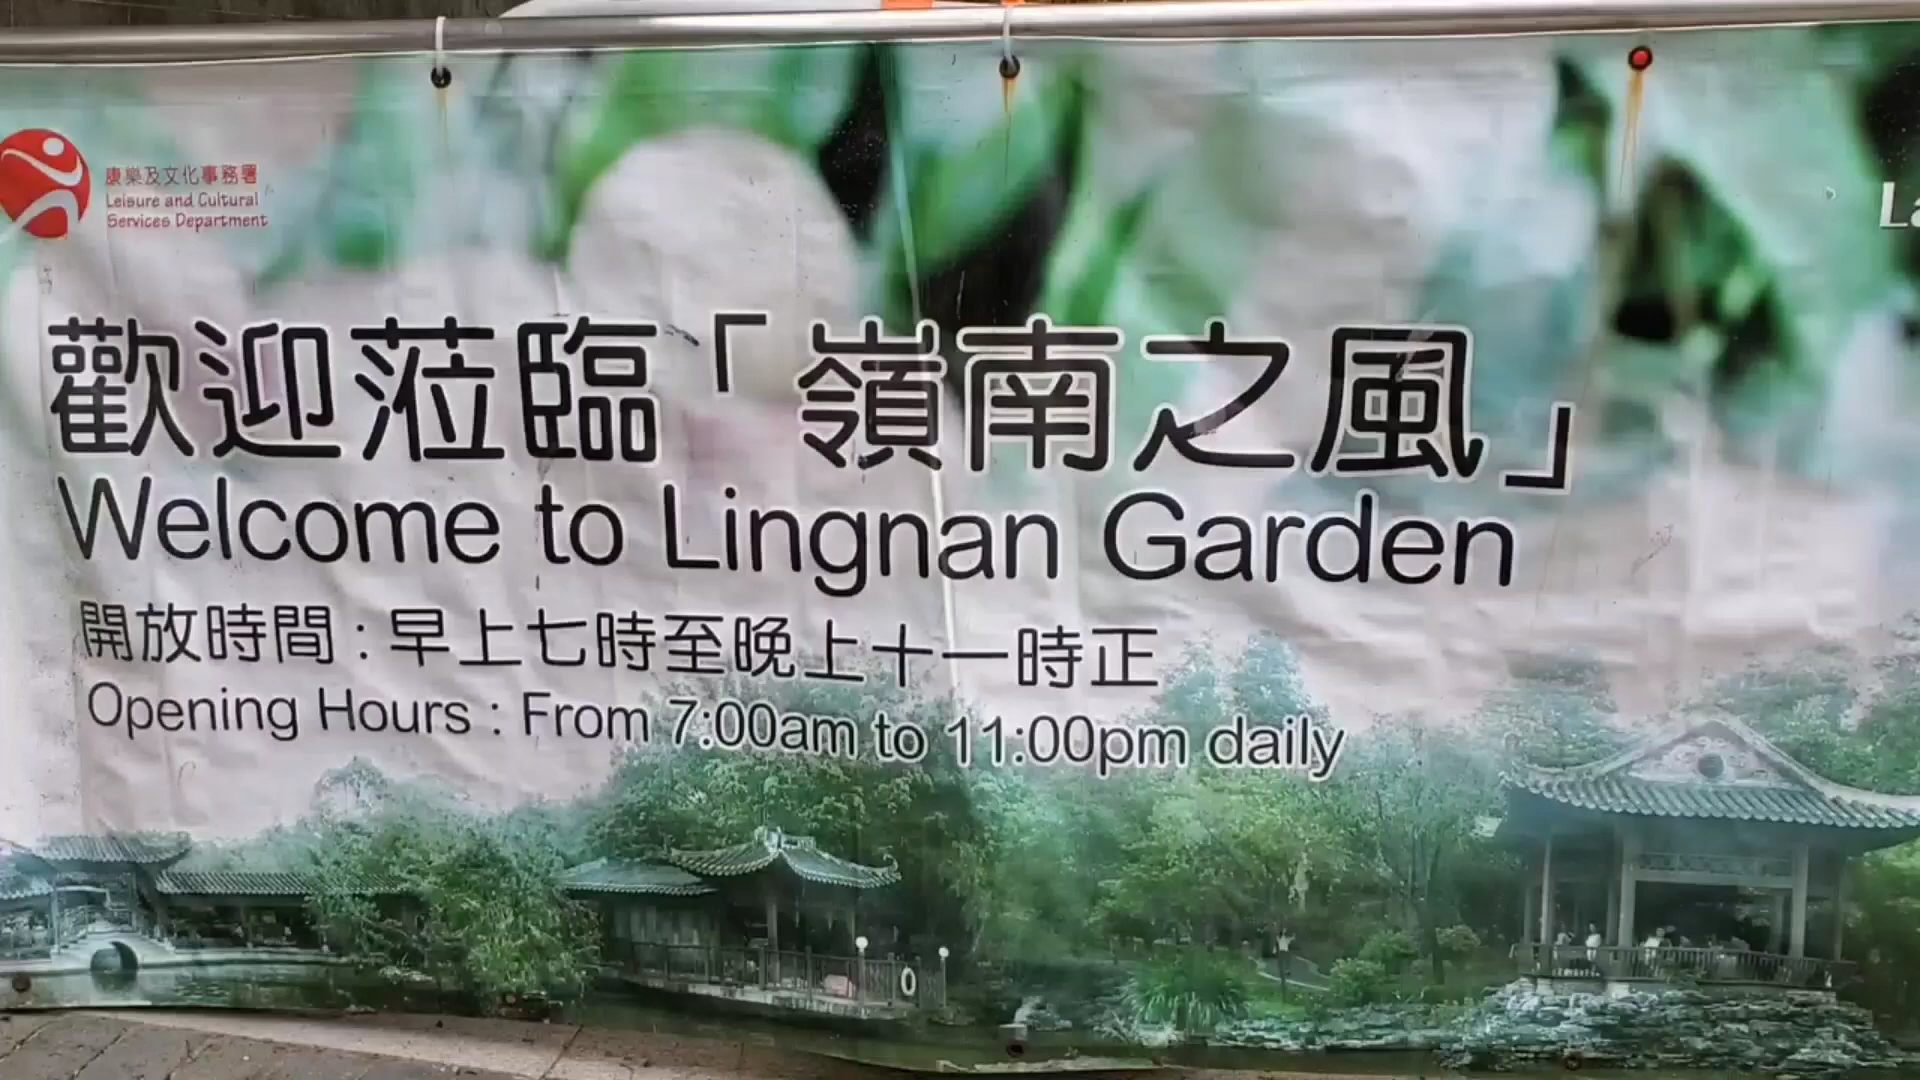 康樂及文化事務署
Leisure and Cultural
Services Department
歡迎蒞臨「嶺南之風」
Welcome to Lingnan Garden
開放時間 : 早上七時至晚上十一時正
Opening Hours : From 7:00am to 11:00pm daily
La